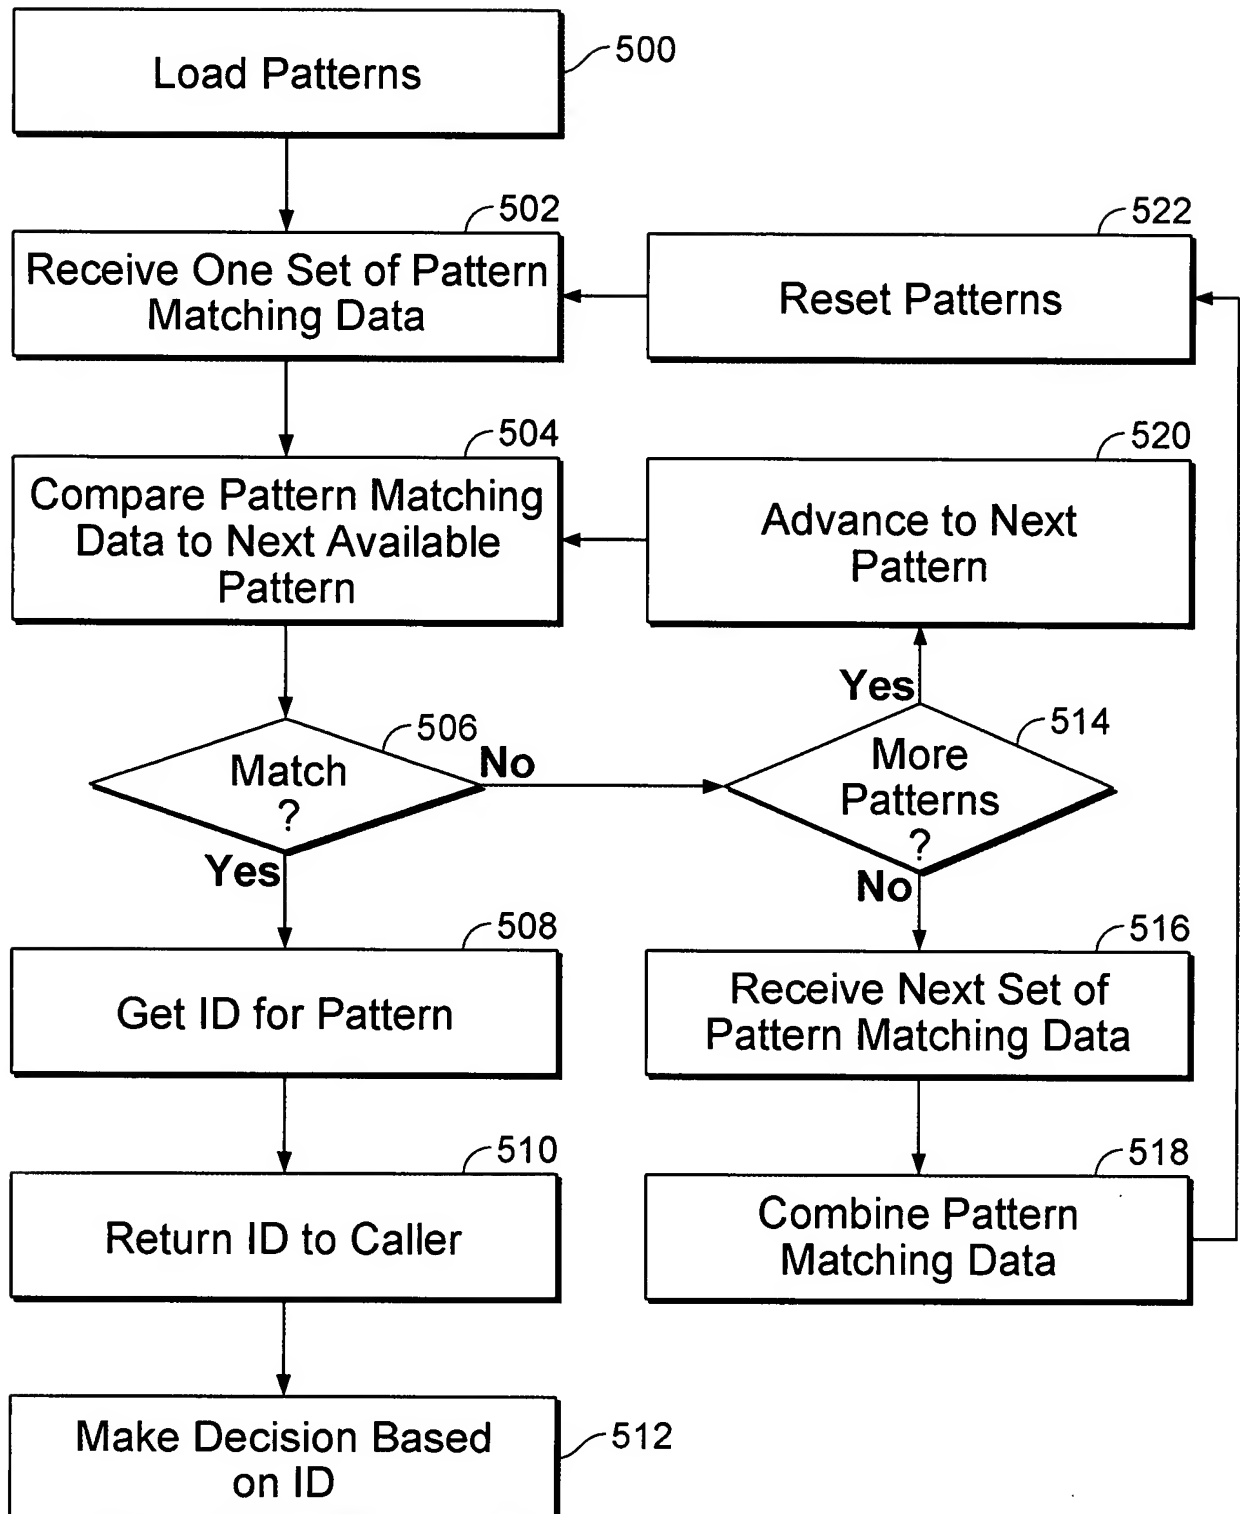 Load Patterns
500
502
Receive One Set of Pattern
Matching Data
522
Reset Patterns
504
Compare Pattern Matching
Data to Next Available
Pattern
520
Advance to Next
Pattern
506
Match
?
No
Yes
514
More
Patterns
?
Yes
No
508
Get ID for Pattern
516
Receive Next Set of
Pattern Matching Data
510
Return ID to Caller
518
Combine Pattern
Matching Data
Make Decision Based
on ID
512